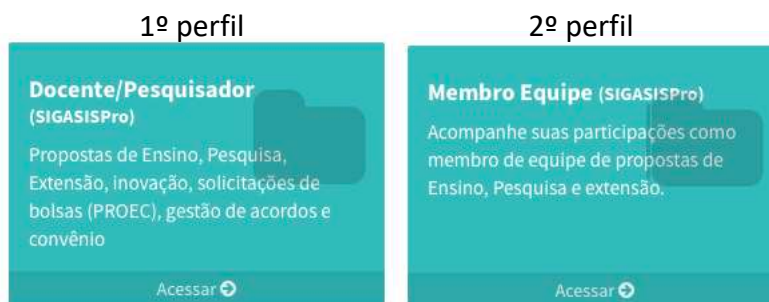 1º perfil
2º perfil
Docente/Pesquisador
(SIGASISPro)
Propostas de Ensino, Pesquisa,
Extensão, inovação, solicitações de
bolsas (PROEC), gestão de acordos e
convênio
Acessar
Membro Equipe (SIGASISPro)
Acompanhe suas participações como
membro de equipe de propostas de
Ensino, Pesquisa e extensão.
Acessar